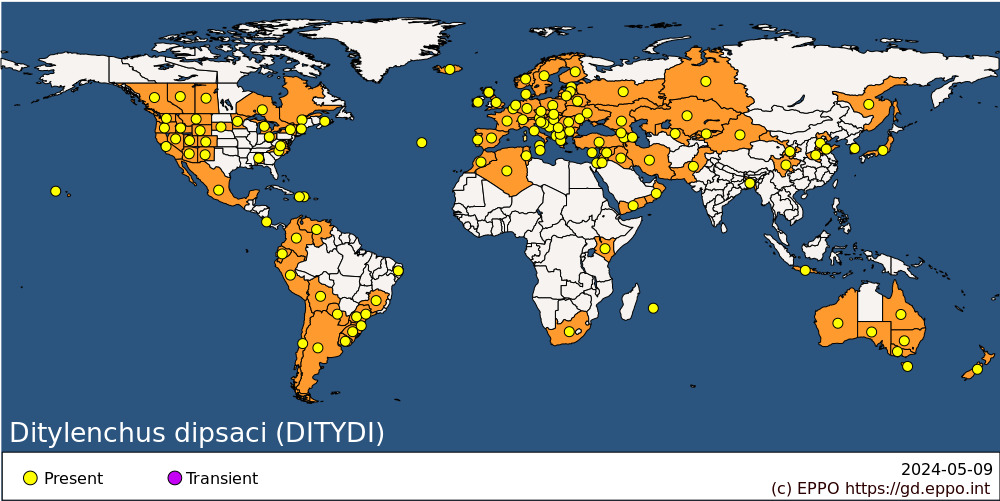 Ditylenchus dipsaci (DITYDI)
Present
Transient
2024-05-09
(c) EPPO https://gd.eppo.int